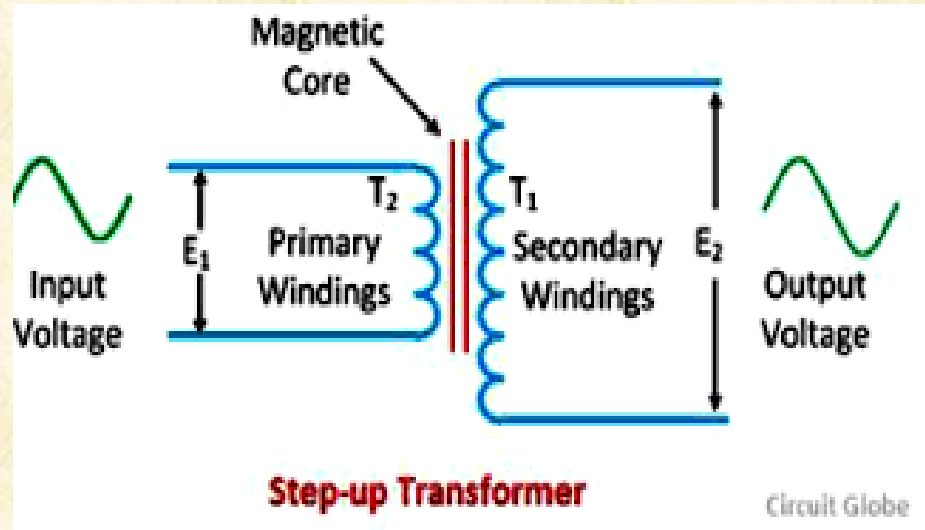 Magnetic
Core
T₂
T₁
E₁
Primary
Windings
Secondary
Windings
E₂
Input
Voltage
Output
Voltage
Step-up Transformer
Circuit Globe